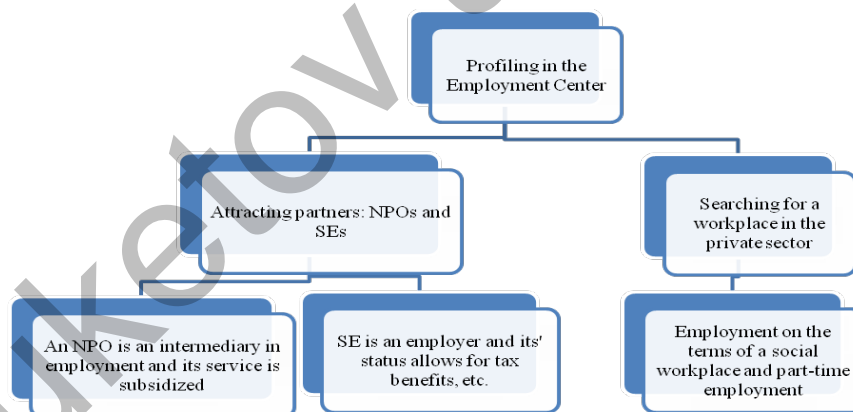 Profiling in the
Employment Center
Attracting partners: NPOs and
SEs
Searching for a
workplace in the
private sector
An NPO is an intermediary in
employment and its service is
subsidized
SE is an employer and its'
status allows for tax
benefits, etc.
Employment on the
terms of a social
workplace and part-time
employment
uketov